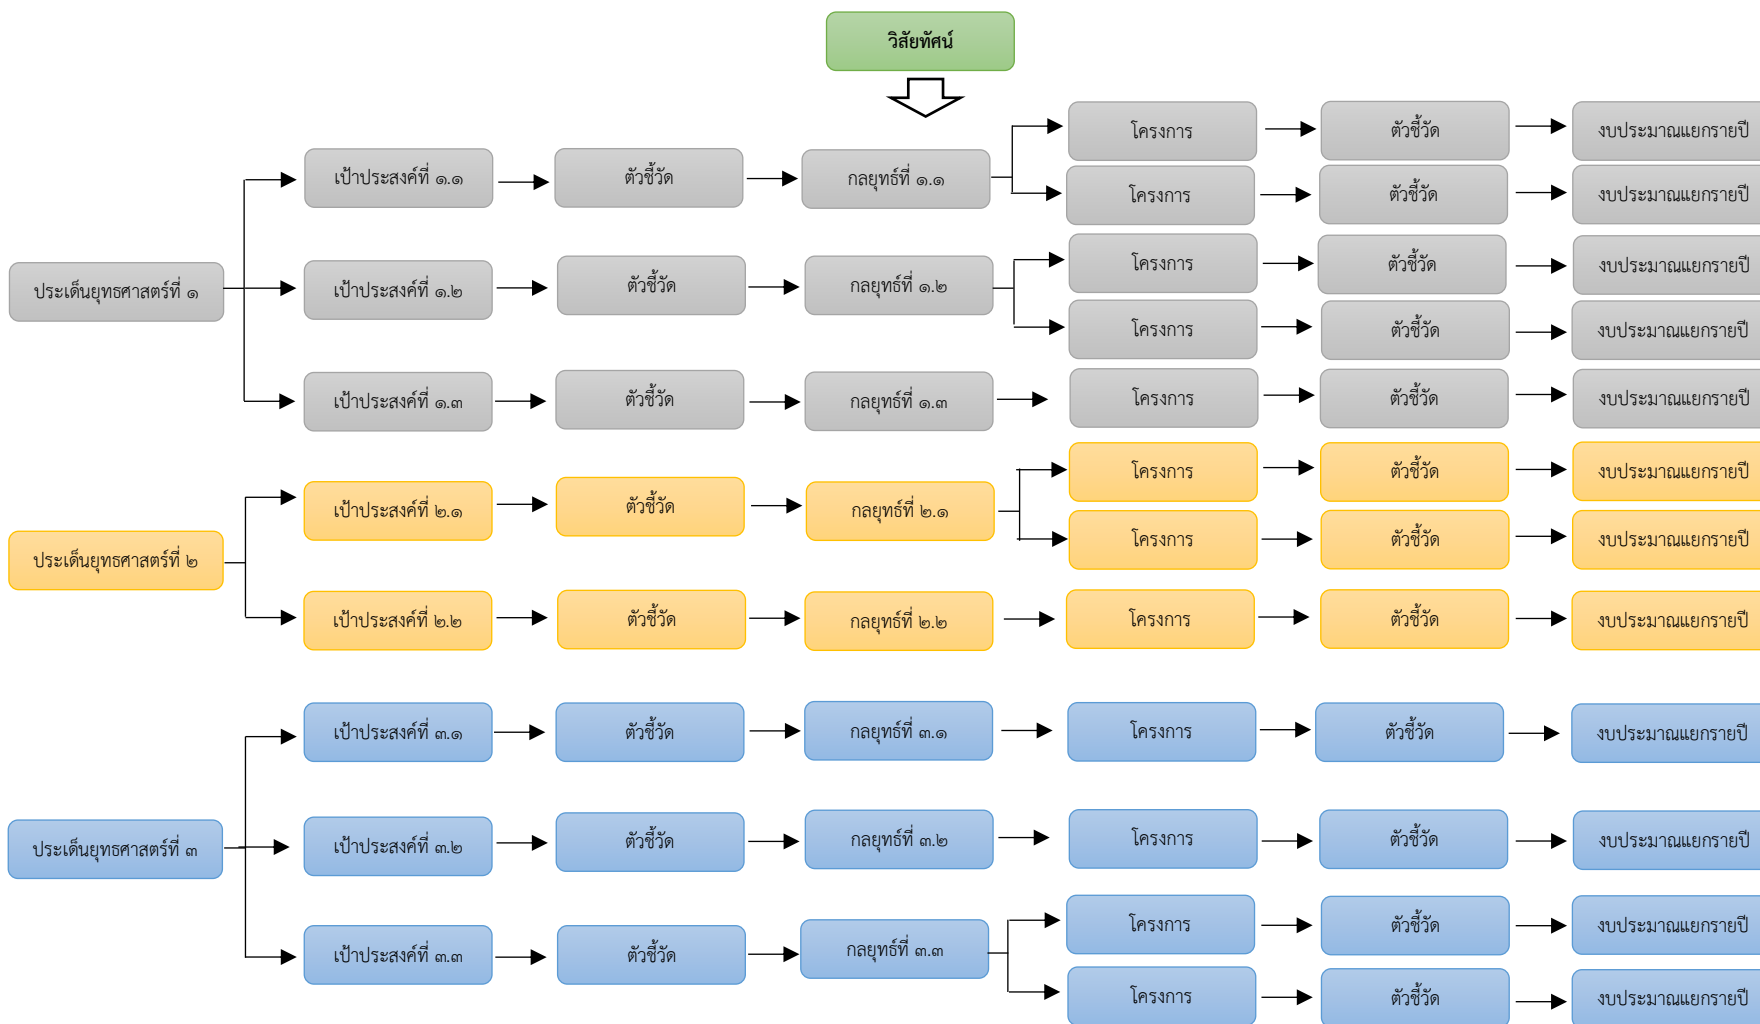 วิสัยทัศน์
โครงการ
ตัวชี้วัด
งบประมาณแยกรายปี
เป้าประสงค์ที่ ๑.๑
ตัวชี้วัด
กลยุทธ์ที่ ๑.๑
โครงการ
ตัวชี้วัด
งบประมาณแยกรายปี
ประเด็นยุทธศาสตร์ที่ ๑
เป้าประสงค์ที่ ๑.๒
ตัวชี้วัด
กลยุทธ์ที่ ๑.๒
โครงการ
ตัวชี้วัด
งบประมาณแยกรายปี
โครงการ
ตัวชี้วัด
งบประมาณแยกรายปี
เป้าประสงค์ที่ ๑.๓
ตัวชี้วัด
กลยุทธ์ที่ ๑.๓
โครงการ
ตัวชี้วัด
งบประมาณแยกรายปี
โครงการ
ตัวชี้วัด
งบประมาณแยกรายปี
เป้าประสงค์ที่ ๒.๑
ตัวชี้วัด
กลยุทธ์ที่ ๒.๑
โครงการ
ตัวชี้วัด
งบประมาณแยกรายปี
ประเด็นยุทธศาสตร์ที่ ๒
เป้าประสงค์ที่ ๒.๒
ตัวชี้วัด
กลยุทธ์ที่ ๒.๒
โครงการ
ตัวชี้วัด
งบประมาณแยกรายปี
เป้าประสงค์ที่ ๓.๑
ตัวชี้วัด
กลยุทธ์ที่ ๓.๑
โครงการ
ตัวชี้วัด
งบประมาณแยกรายปี
ประเด็นยุทธศาสตร์ที่ ๓
เป้าประสงค์ที่ ๓.๒
ตัวชี้วัด
กลยุทธ์ที่ ๓.๒
โครงการ
ตัวชี้วัด
งบประมาณแยกรายปี
โครงการ
ตัวชี้วัด
งบประมาณแยกรายปี
เป้าประสงค์ที่ ๓.๓
ตัวชี้วัด
กลยุทธ์ที่ ๓.๓
โครงการ
ตัวชี้วัด
งบประมาณแยกรายปี